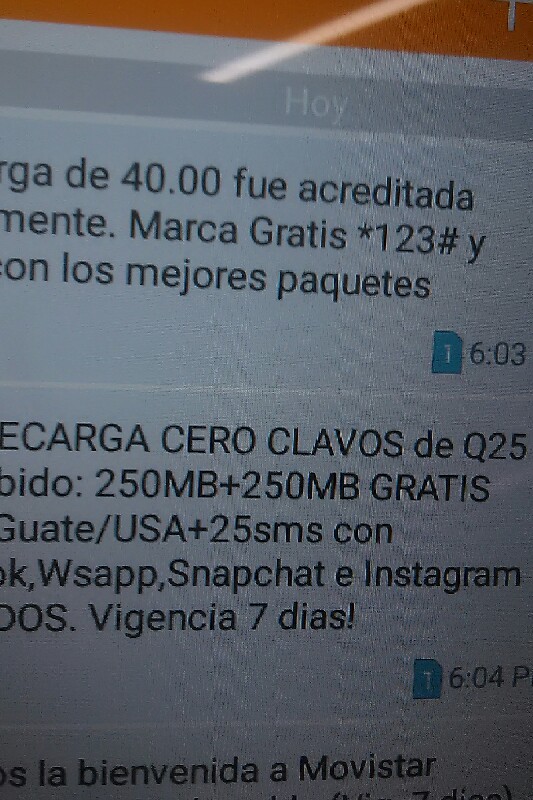 Hoy
rga de 40.00 fue acreditada
mente. Marca Gratis *123# y
con los mejores paquetes
1 6:03
ECARGA CERO CLAVOS de Q25
bido: 250MB+250MB GRATIS
Guate/USA+25sms con
ok,Wsapp,Snapchat e Instagram
DOS. Vigencia 7 dias!
1 6:04 P
os la bienvenida a Movistar